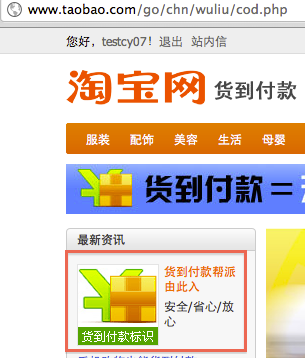 www.taobao.com/go/chn/wuliu/cod.php
您好，testcy07！退出 站内信
淘宝网 货到付款
服装 配饰 美容 生活 母婴
货到付款=
最新资讯
货到付款帮派
由此入
安全/省心/放
心
货到付款标识